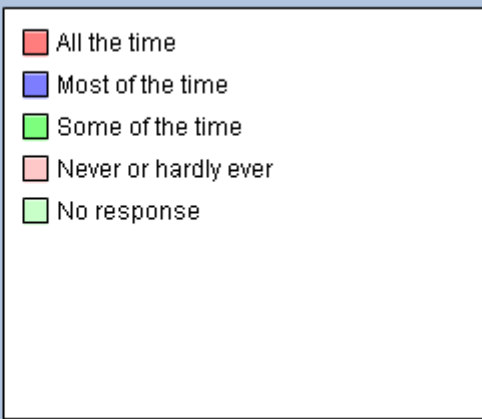 All the time
Most of the time
Some of the time
Never or hardly ever
No response